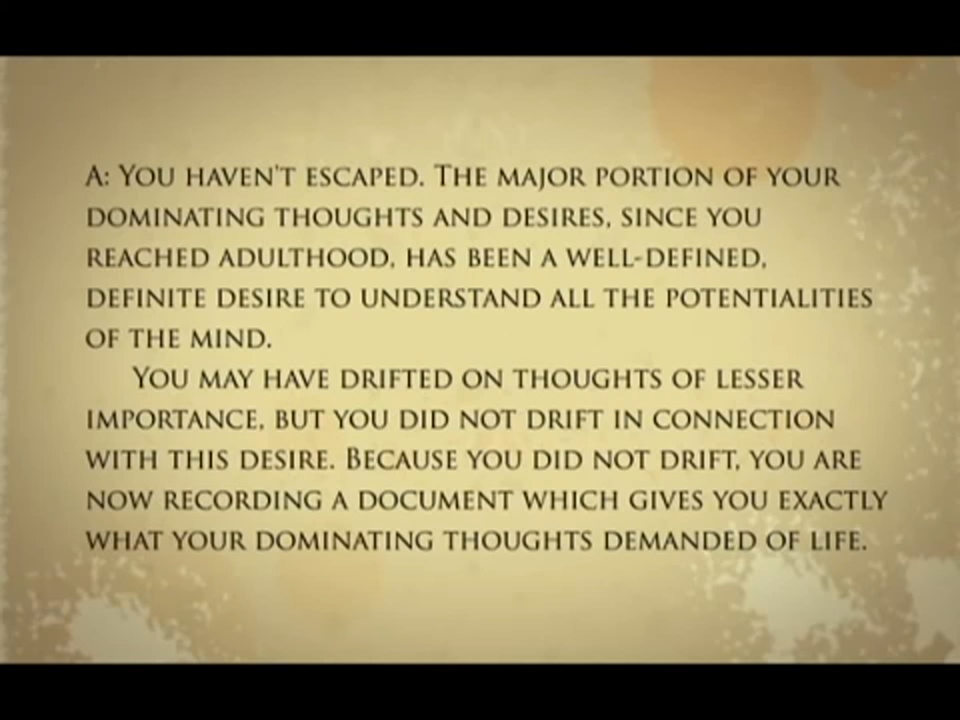 A: YOU HAVEN'T ESCAPED. THE MAJOR PORTION OF YOUR
DOMINATING THOUGHTS AND DESIRES, SINCE YOU
REACHED ADULTHOOD, HAS BEEN A WELL-DEFINED,
DEFINITE DESIRE TO UNDERSTAND ALL THE POTENTIALITIES
OF THE MIND.
YOU MAY HAVE DRIFTED ON THOUGHTS OF LESSER
IMPORTANCE, BUT YOU DID NOT DRIFT IN CONNECTION
WITH THIS DESIRE. BECAUSE YOU DID NOT DRIFT, YOU ARE
NOW RECORDING A DOCUMENT WHICH GIVES YOU EXACTLY
WHAT YOUR DOMINATING THOUGHTS DEMANDED OF LIFE.